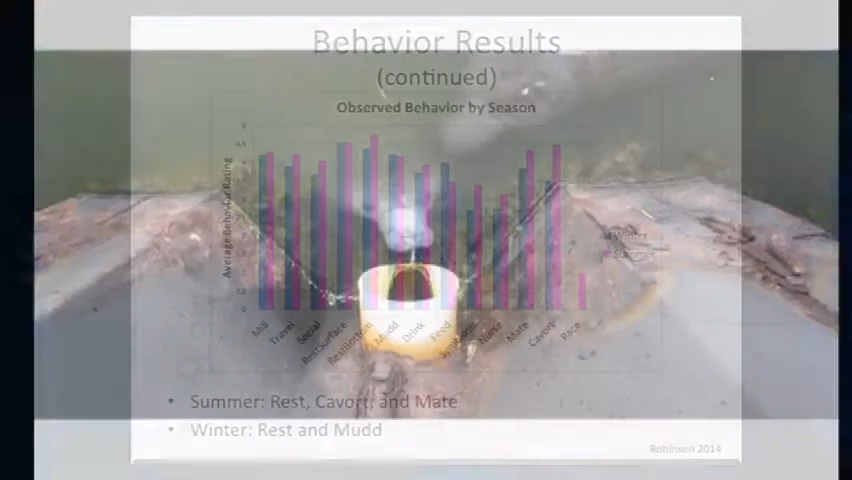 Behavior Results
(continued)
Observed Behavior by Season
Average Behavior Rating
Winter
Summer
Mill
Travel
Social
RestSurface
RestBottom
Mudd
Drink
Feed
Nurse
Mate
Cavort
Pace
• Summer: Rest, Cavort, and Mate
• Winter: Rest and Mudd
Robinson 2014